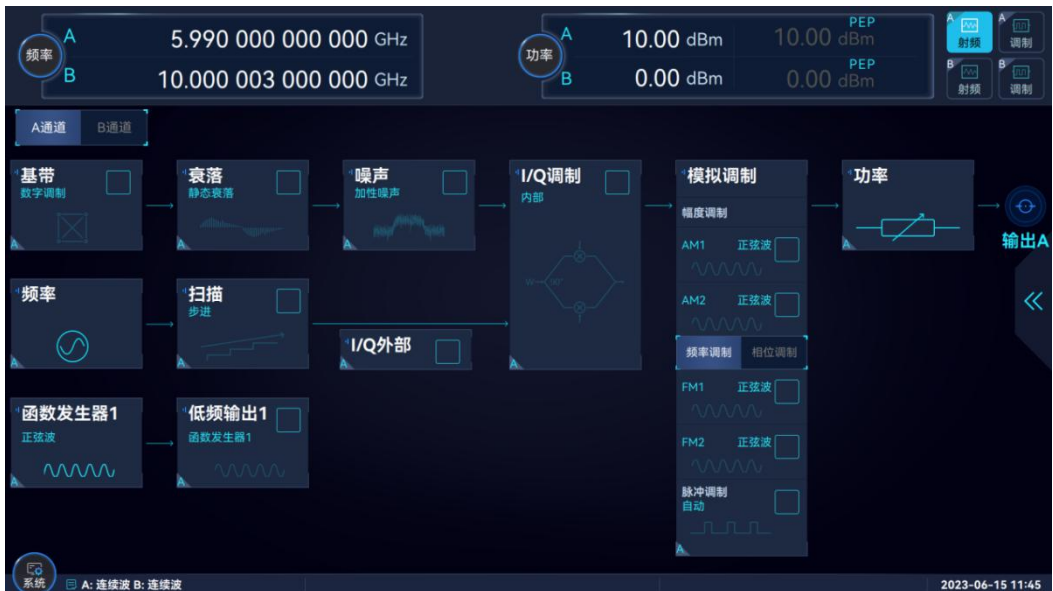 频率
A 5.990 000 000 000 GHz
B 10.000 003 000 000 GHz
功率
A 10.00 dBm PEP 10.00 dBm
B 0.00 dBm PEP 0.00 dBm
A 射频
A 调制
B 射频
B 调制
A通道 B通道
基带
数字调制
A
衰落
静态衰落
A
噪声
加性噪声
A
I/Q调制
内部
90°
A
模拟调制
幅度调制
AM1 正弦波
AM2 正弦波
频率调制 相位调制
FM1 正弦波
FM2 正弦波
脉冲调制
自动
A
功率
A
输出A
频率
A
扫描
步进
A
I/Q外部
A
函数发生器1
正弦波
A
低频输出1
函数发生器1
A
系统
A: 连续波 B: 连续波
2023-06-15 11:45